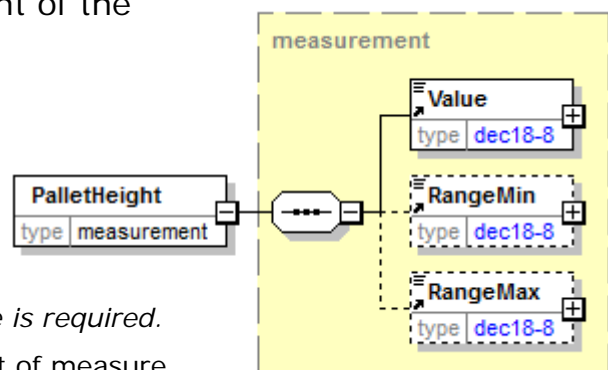 nt of the
measurement
Value
type dec18-8
PalletHeight
type measurement
RangeMin
type dec18-8
RangeMax
type dec18-8
is required.
t of measure